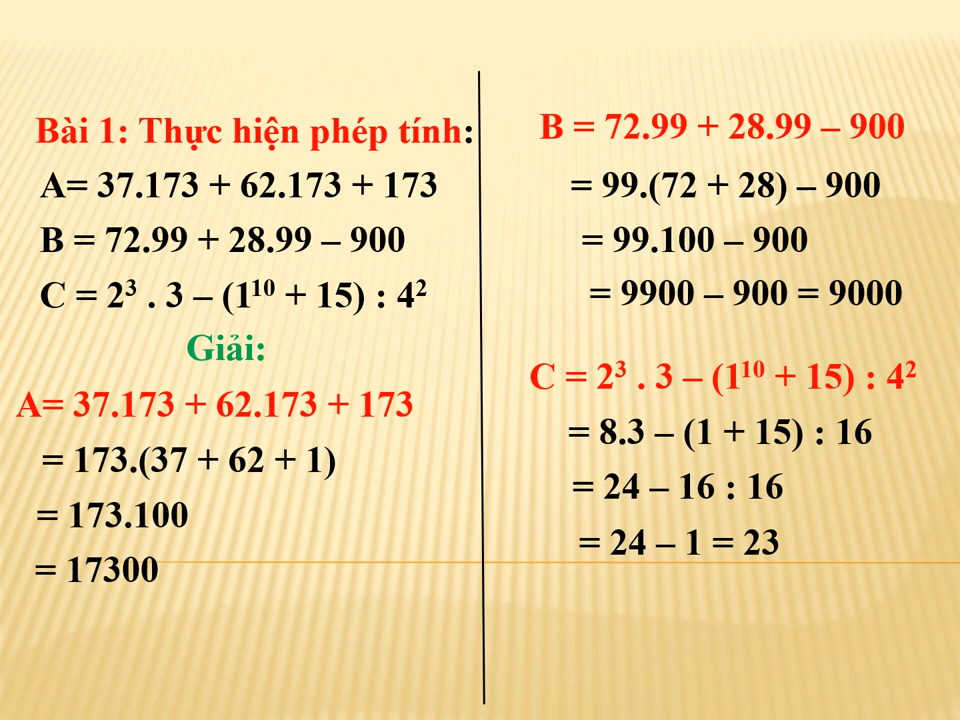 Bài 1: Thực hiện phép tính:
A= 37.173 + 62.173 + 173
B = 72.99 + 28.99 – 900
C = 2³ . 3 – (1¹⁰ + 15) : 4²
Giải:
A= 37.173 + 62.173 + 173
= 173.(37 + 62 + 1)
= 173.100
= 17300
B = 72.99 + 28.99 – 900
= 99.(72 + 28) – 900
= 99.100 – 900
= 9900 – 900 = 9000
C = 2³ . 3 – (1¹⁰ + 15) : 4²
= 8.3 – (1 + 15) : 16
= 24 – 16 : 16
= 24 – 1 = 23